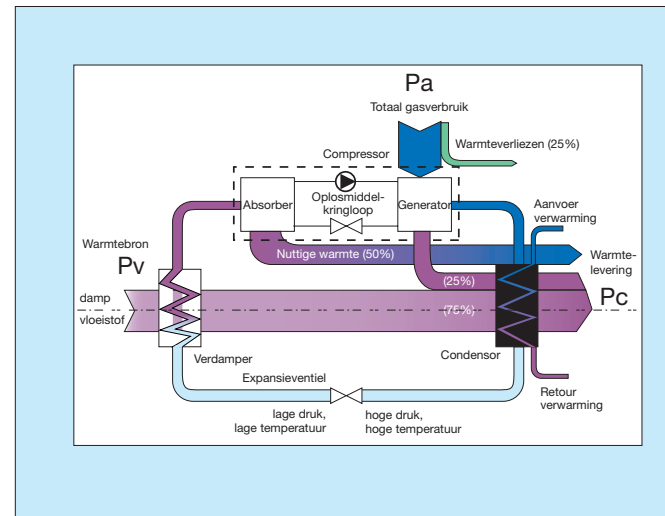 Pa
Totaal gasverbruik
Warmteverliezen (25%)
Compressor
Absorber
Oplosmiddel-
kringloop
Generator
Aanvoer
verwarming
Warmtebron
Pv
Nuttige warmte (50%)
Warmte-
levering
(25%)
Pc
damp
vloeistof
(75%)
Verdamper
Condensor
Expansieventiel
Retour
verwarming
lage druk,
lage temperatuur
hoge druk,
hoge temperatuur